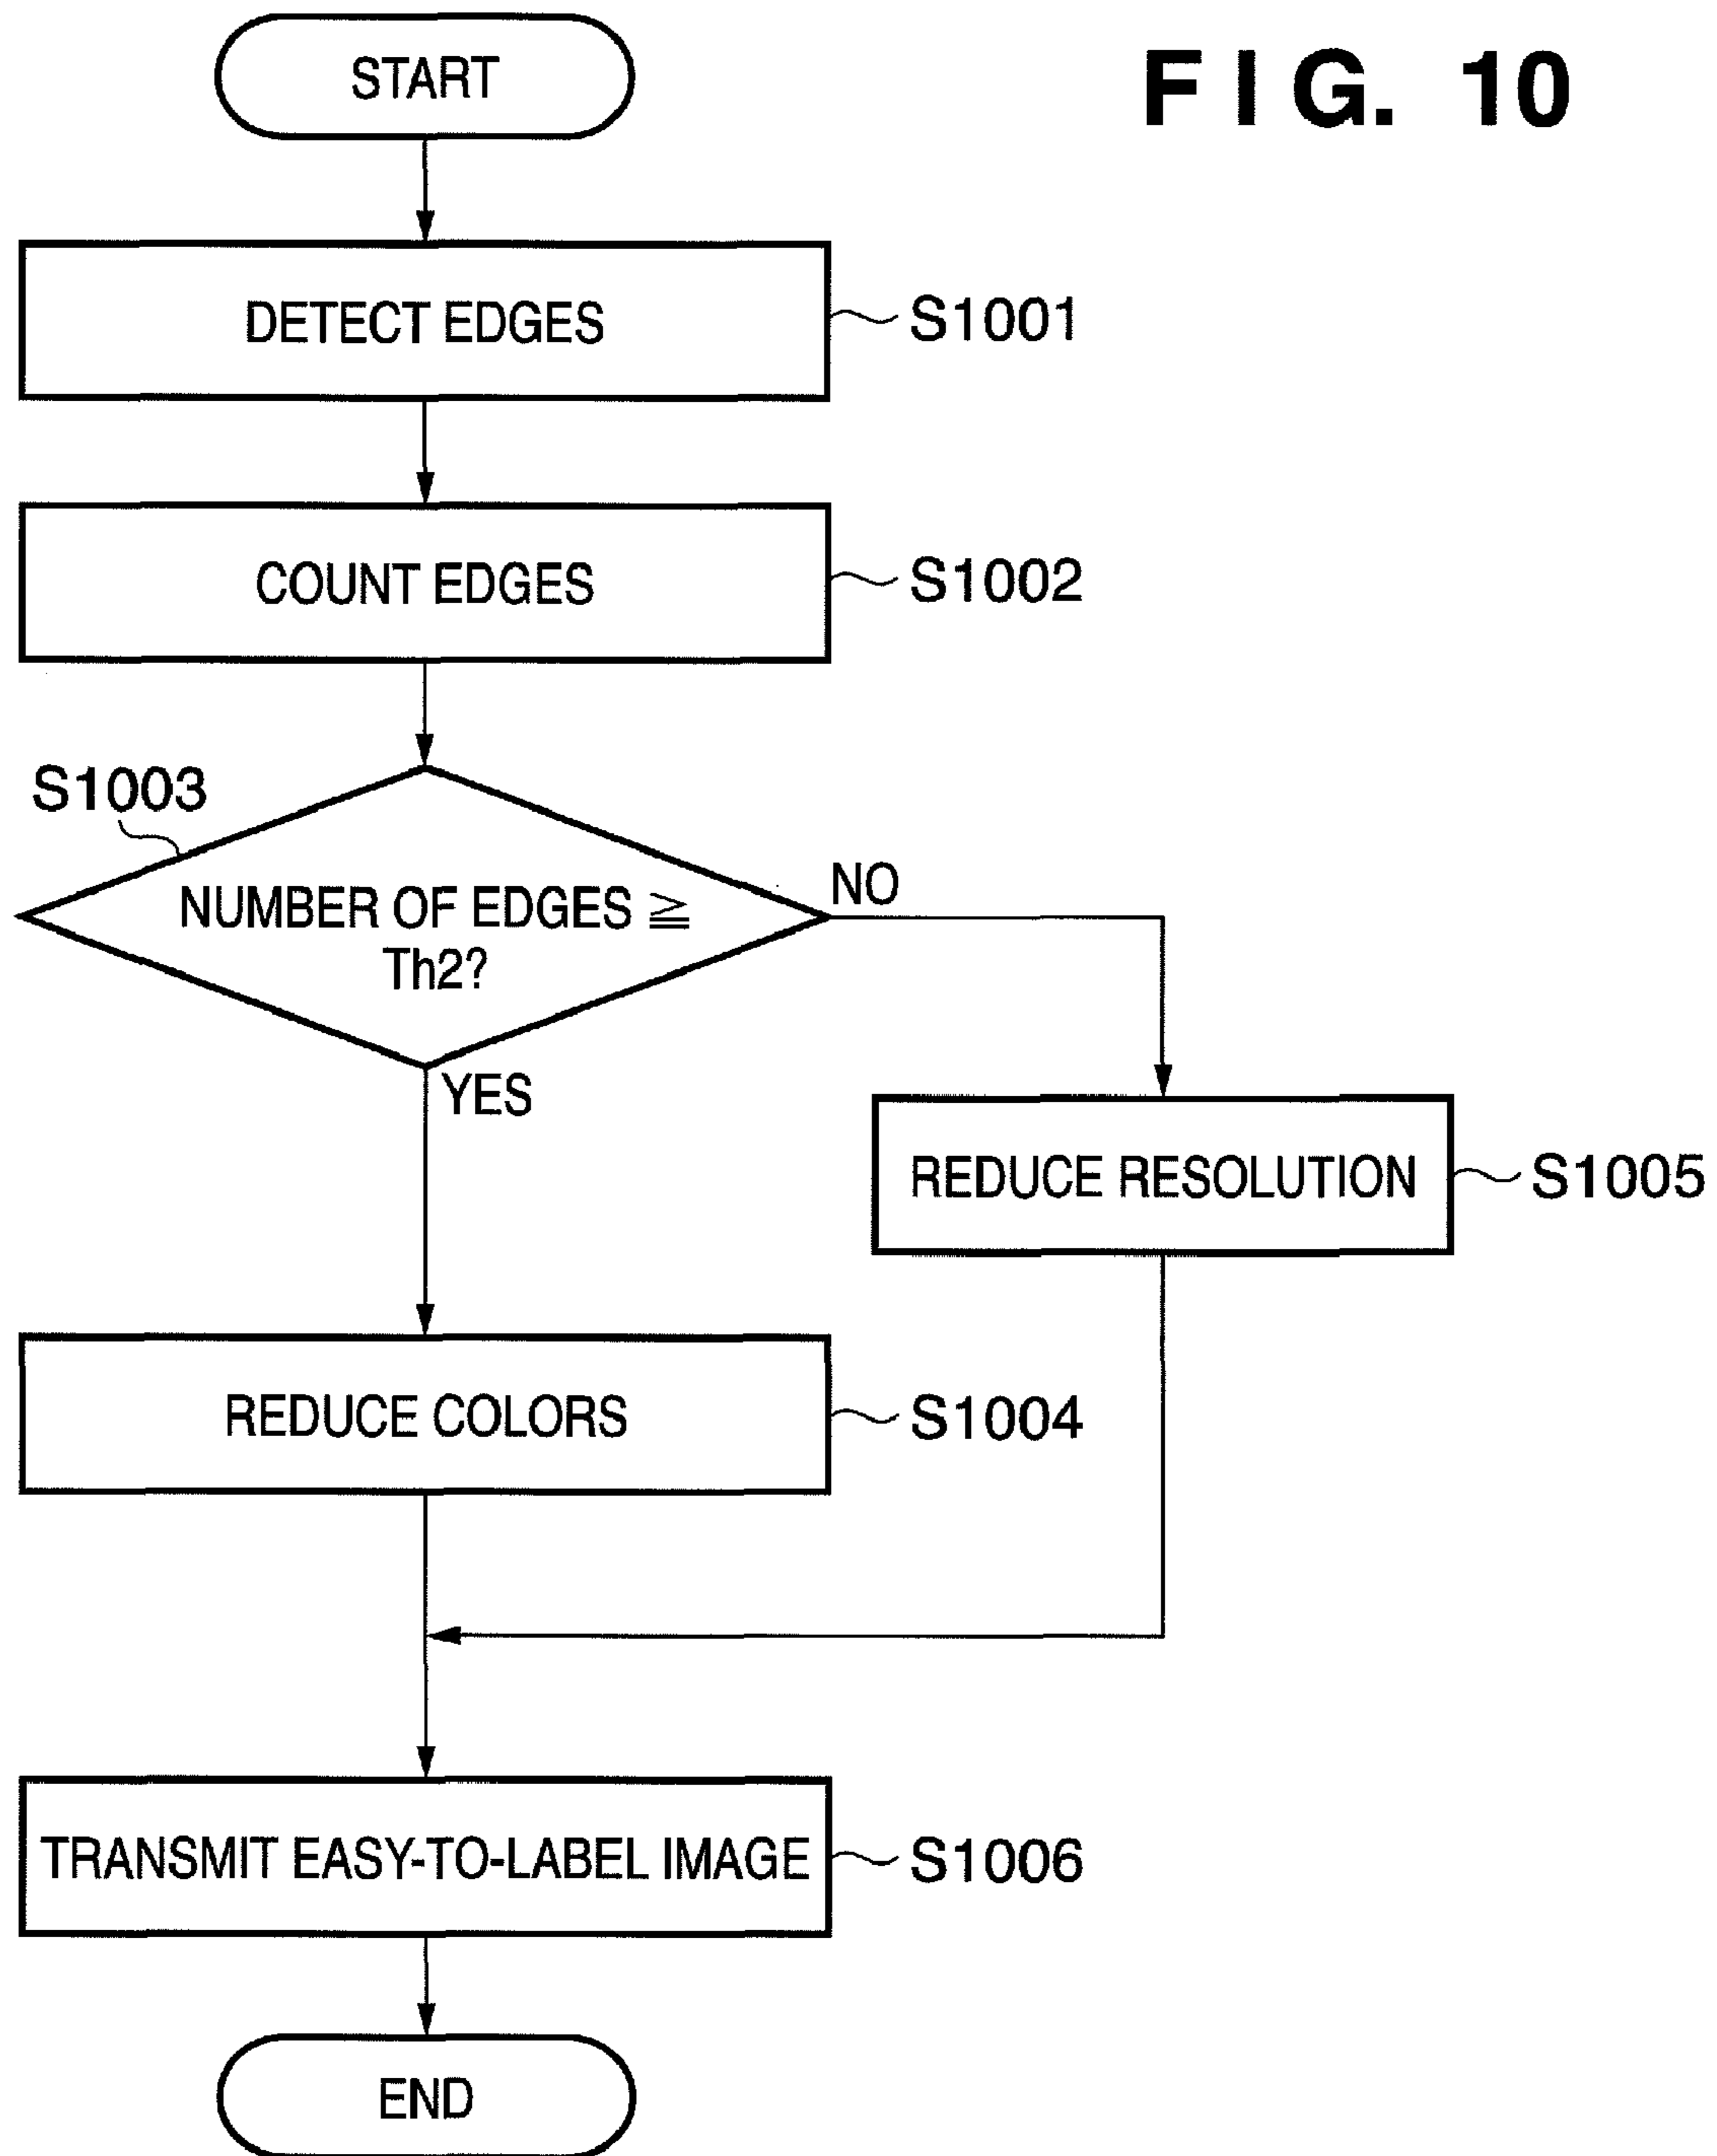 FIG. 10
START
DETECT EDGES
S1001
COUNT EDGES
S1002
S1003
NUMBER OF EDGES ≧
Th2?
NO
YES
REDUCE RESOLUTION
S1005
REDUCE COLORS
S1004
TRANSMIT EASY-TO-LABEL IMAGE
S1006
END